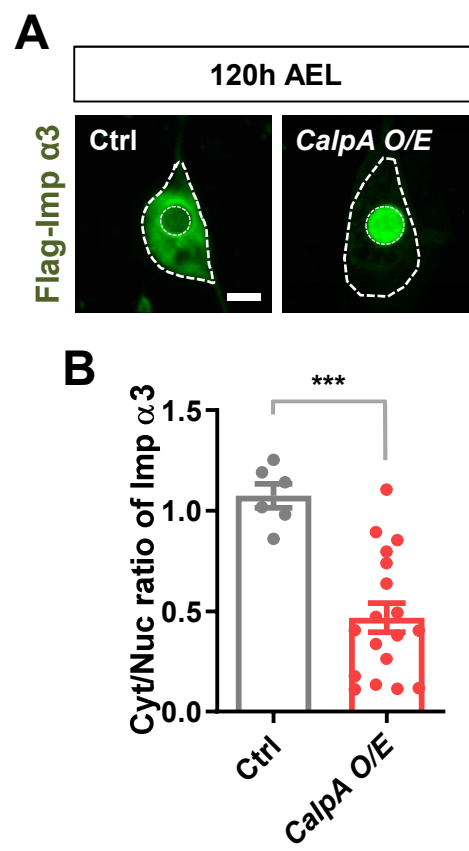 A
120h AEL
Flag-Imp α3
Ctrl
CalpA O/E
B
Cyt/Nuc ratio of Imp α3
***
1.5
1.0
0.5
0.0
Ctrl
CalpA O/E